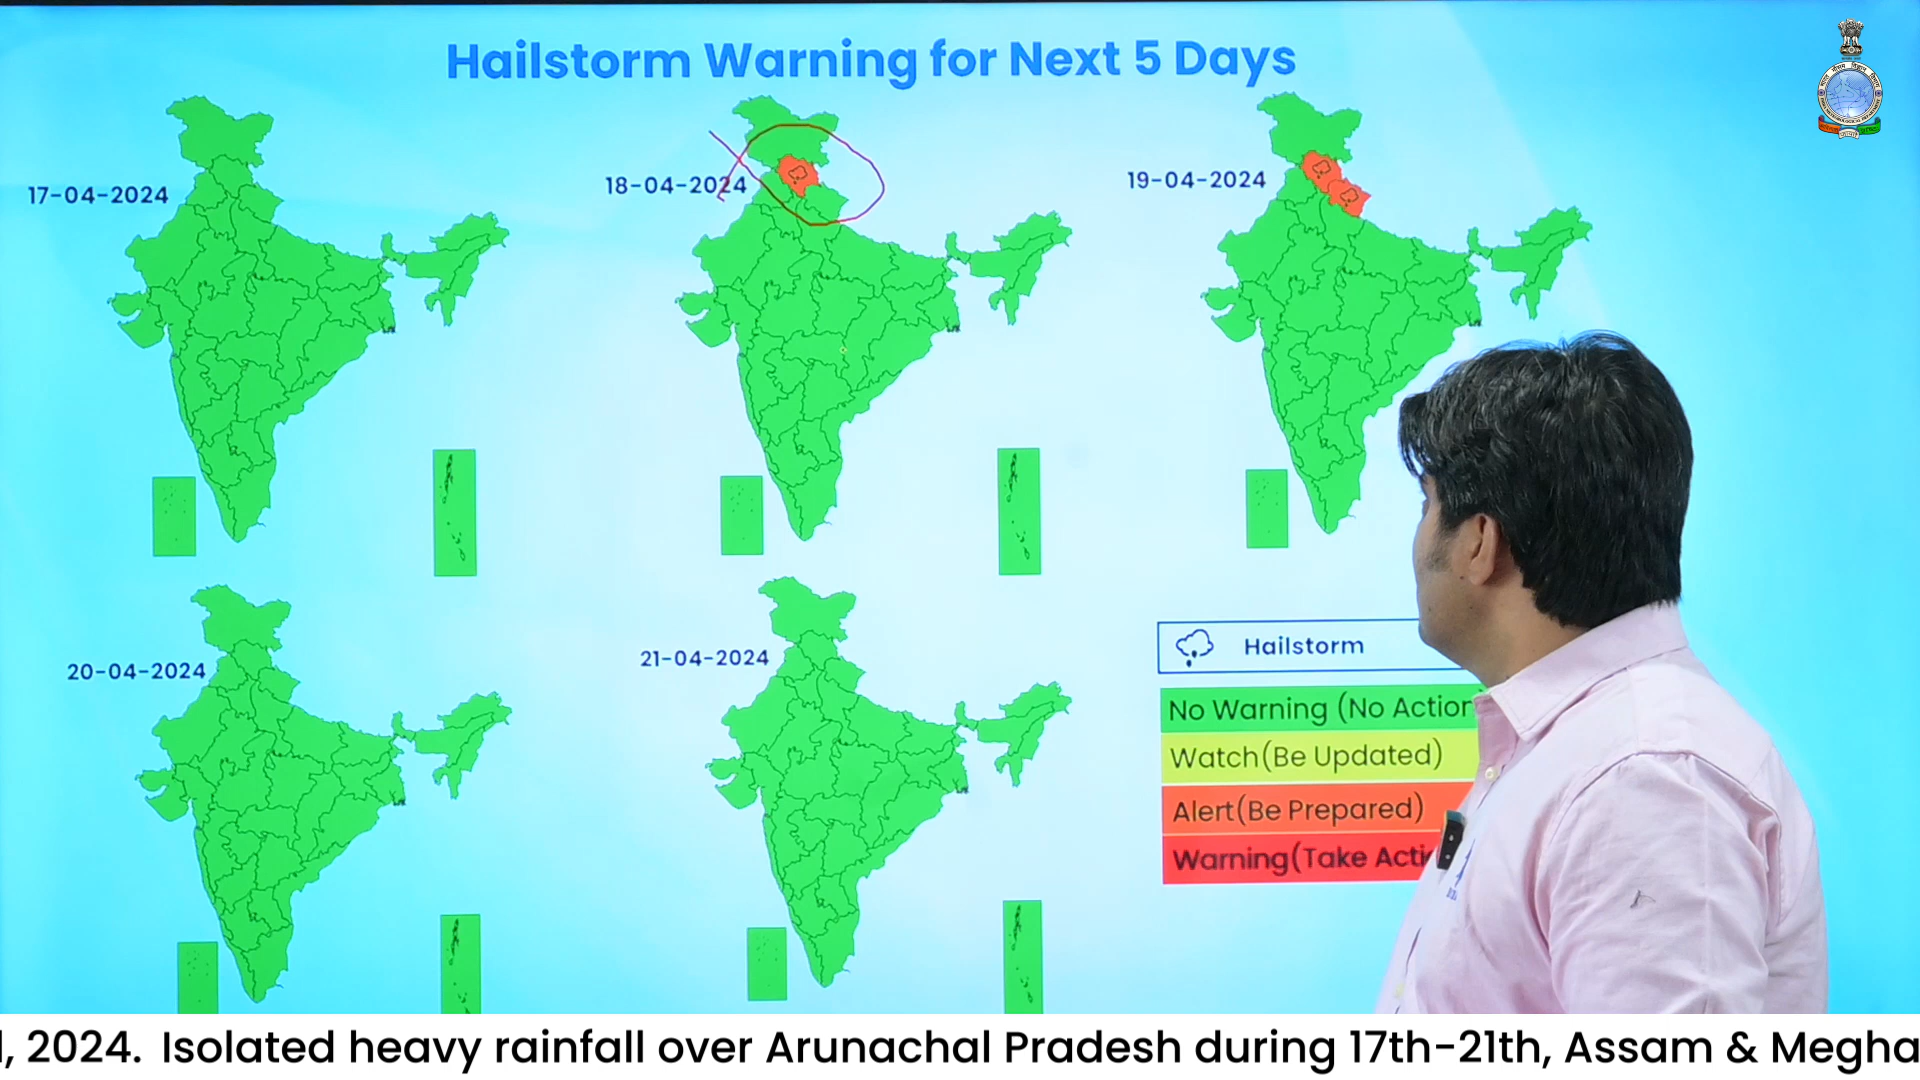 Hailstorm Warning for Next 5 Days
17-04-2024
18-04-2024
19-04-2024
20-04-2024
21-04-2024
Hailstorm
No Warning (No Action
Watch(Be Updated)
Alert(Be Prepared)
Warning(Take Acti
, 2024. Isolated heavy rainfall over Arunachal Pradesh during 17th-21th, Assam & Megha